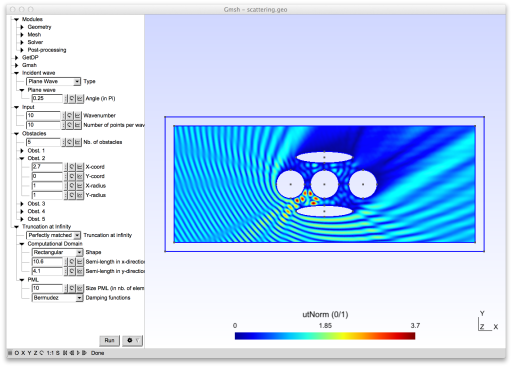 Gmsh - scattering.geo
Modules
Geometry
Mesh
Solver
Post-processing
GetDP
Gmsh
Incident wave
Plane Wave Type
Plane wave
0.25 Angle (in Pi)
Input
10 Wavenumber
10 Number of points per wav
Obstacles
5 Nb. of obstacles
Obst. 1
Obst. 2
2.7 X-coord
0 Y-coord
1 X-radius
1 Y-radius
Obst. 3
Obst. 4
Obst. 5
Truncation at Infinity
Perfectly matched Truncation at infinity
Computational Domain
Rectangular Shape
10.6 Semi-length in x-direction
4.1 Semi-length in y-direction
PML
10 Size PML (in nb. of elem
Bermudez Damping functions
Run
utNorm (0/1)
0 1.85 3.7
Y
Z X
O X Y Z 1:1 S Done